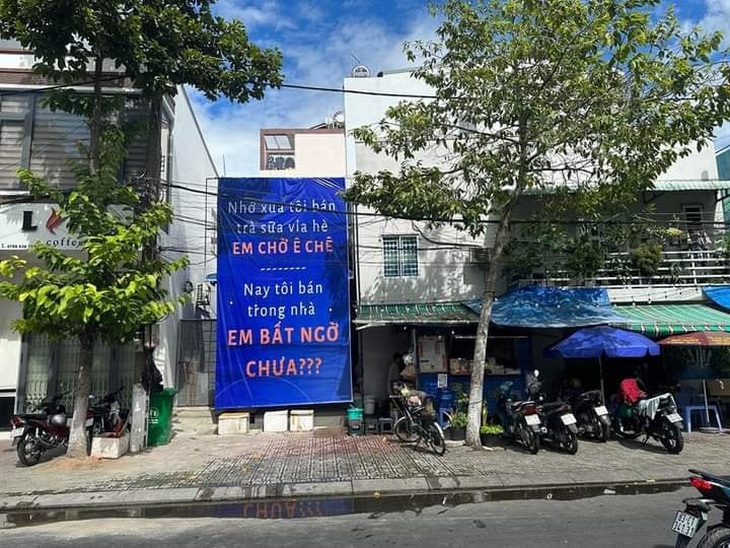 Nhớ xưa tôi bán
trà sữa vỉa hè
EM CHỜ Ê CHỀ
--------
Nay tôi bán
trong nhà
EM BẤT NGỜ
CHƯA???
L
coffee